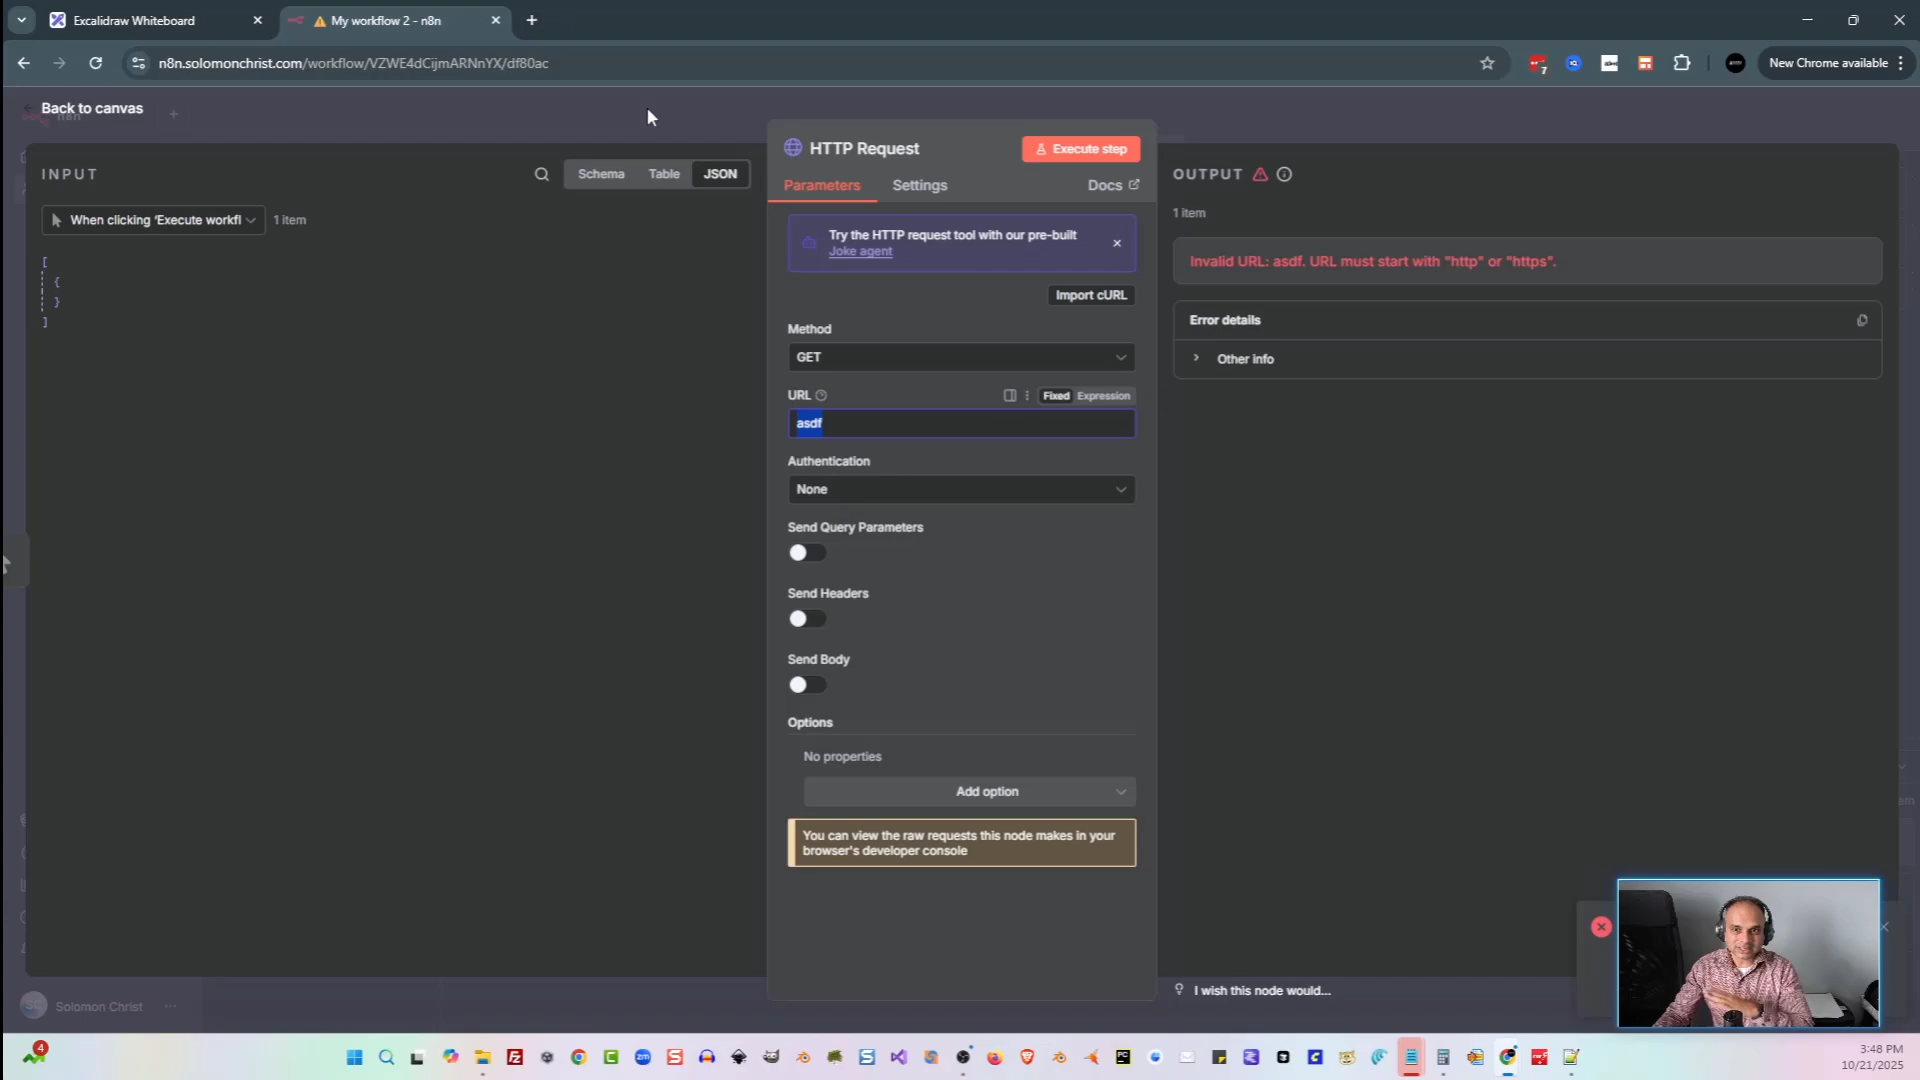 Excalidraw Whiteboard
My workflow 2 - n8n
n8n.solomonchrist.com/workflow/VZWE4dCijmARNnYX/df80ac
7
New Chrome available
Back to canvas
n8n
INPUT
Schema
Table
JSON
When clicking 'Execute workfl
1 item
[
{
}
]
HTTP Request
Execute step
Parameters
Settings
Docs
Try the HTTP request tool with our pre-built
Joke agent
Import cURL
Method
GET
URL
Fixed
Expression
asdf
Authentication
None
Send Query Parameters
Send Headers
Send Body
Options
No properties
Add option
You can view the raw requests this node makes in your
browser's developer console
OUTPUT
1 item
Invalid URL: asdf. URL must start with "http" or "https".
Error details
Other info
I wish this node would...
SC
Solomon Christ
4
3:48 PM
10/21/2025